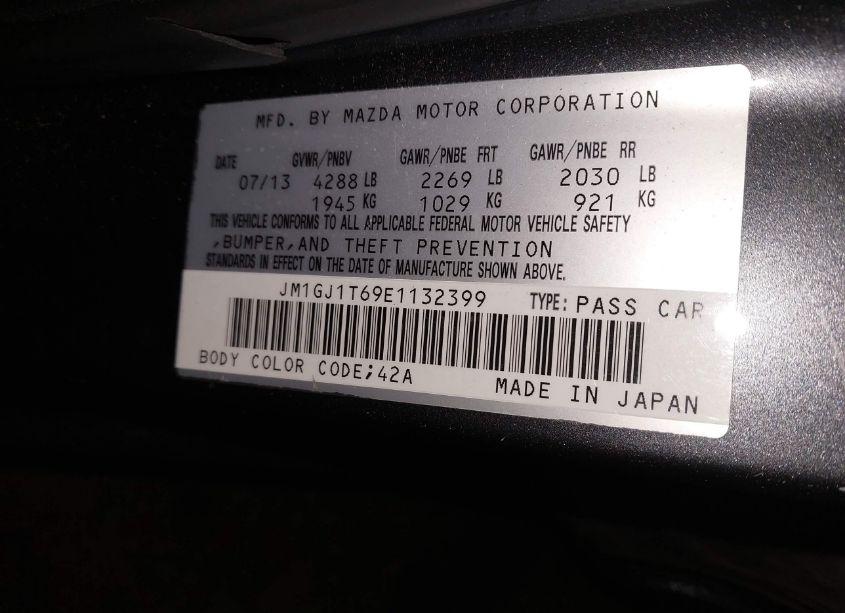 MFD. BY MAZDA MOTOR CORPORATION
DATE GVWR/PNBV GAWR/PNBE FRT GAWR/PNBE RR
07/13 4288 LB 2269 LB 2030 LB
1945 KG 1029 KG 921 KG
THIS VEHICLE CONFORMS TO ALL APPLICABLE FEDERAL MOTOR VEHICLE SAFETY
,BUMPER,AND THEFT PREVENTION
STANDARDS IN EFFECT ON THE DATE OF MANUFACTURE SHOWN ABOVE.
JM1GJ1T69E1132399 TYPE: PASS CAR
BODY COLOR CODE;42A
MADE IN JAPAN